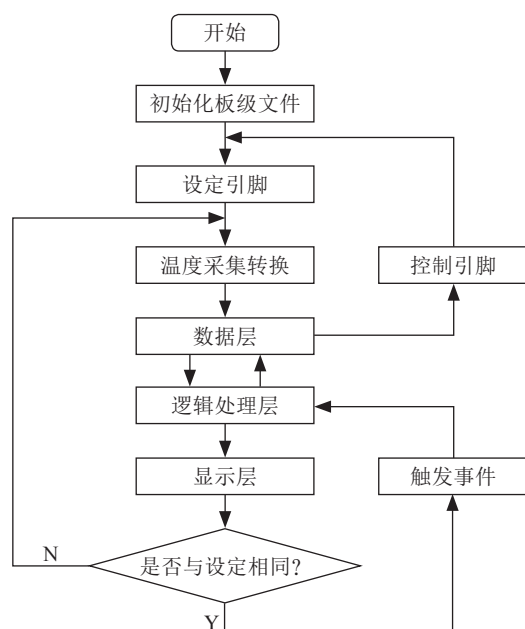 开始
初始化板级文件
设定引脚
温度采集转换
控制引脚
数据层
逻辑处理层
显示层
触发事件
N
是否与设定相同?
Y